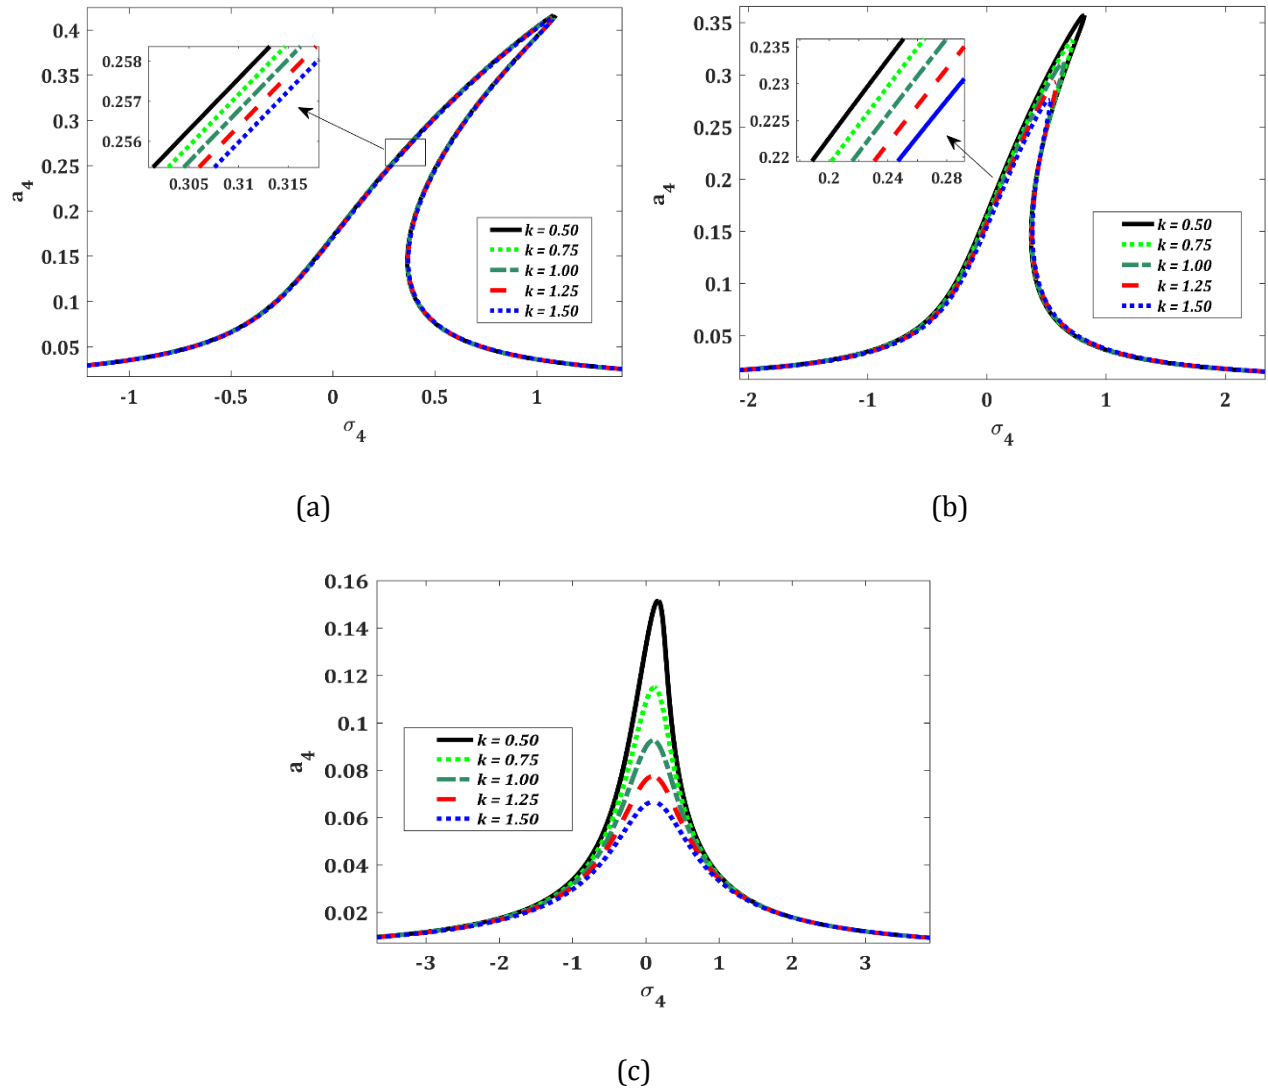 0.4
0.35
0.3
0.25
0.2
0.15
0.1
0.05
a4
0.258
0.257
0.256
0.305 0.31 0.315
k = 0.50
k = 0.75
k = 1.00
k = 1.25
k = 1.50
-1 -0.5 0 0.5 1
σ4
(a)
0.35
0.3
0.25
0.2
0.15
0.1
0.05
a4
0.235
0.23
0.225
0.22
0.2 0.24 0.28
k = 0.50
k = 0.75
k = 1.00
k = 1.25
k = 1.50
-2 -1 0 1 2
σ4
(b)
0.16
0.14
0.12
0.1
0.08
0.06
0.04
0.02
a4
k = 0.50
k = 0.75
k = 1.00
k = 1.25
k = 1.50
-3 -2 -1 0 1 2 3
σ4
(c)